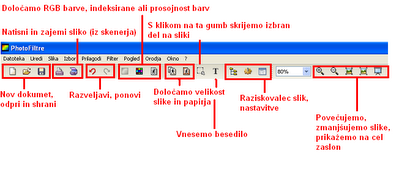 Določamo RGB barve, indeksirane ali prosojnost barv
Natisni in zajemi sliko (iz skenerja)
S klikom na ta gumb skrijemo izbran
del na sliki
PhotoFiltre
Datoteka Uredi Slika Izbor Prilagodi Filter Pogled Orodja Okno ?
T
80%
Nov dokumet,
odpri in shrani
Razveljavi, ponovi
Določamo velikost
slike in papirja
Vnesemo besedilo
Raziskovalec slik,
nastavitve
Povečujemo,
zmanjšujemo slike,
prikažemo na cel
zaslon